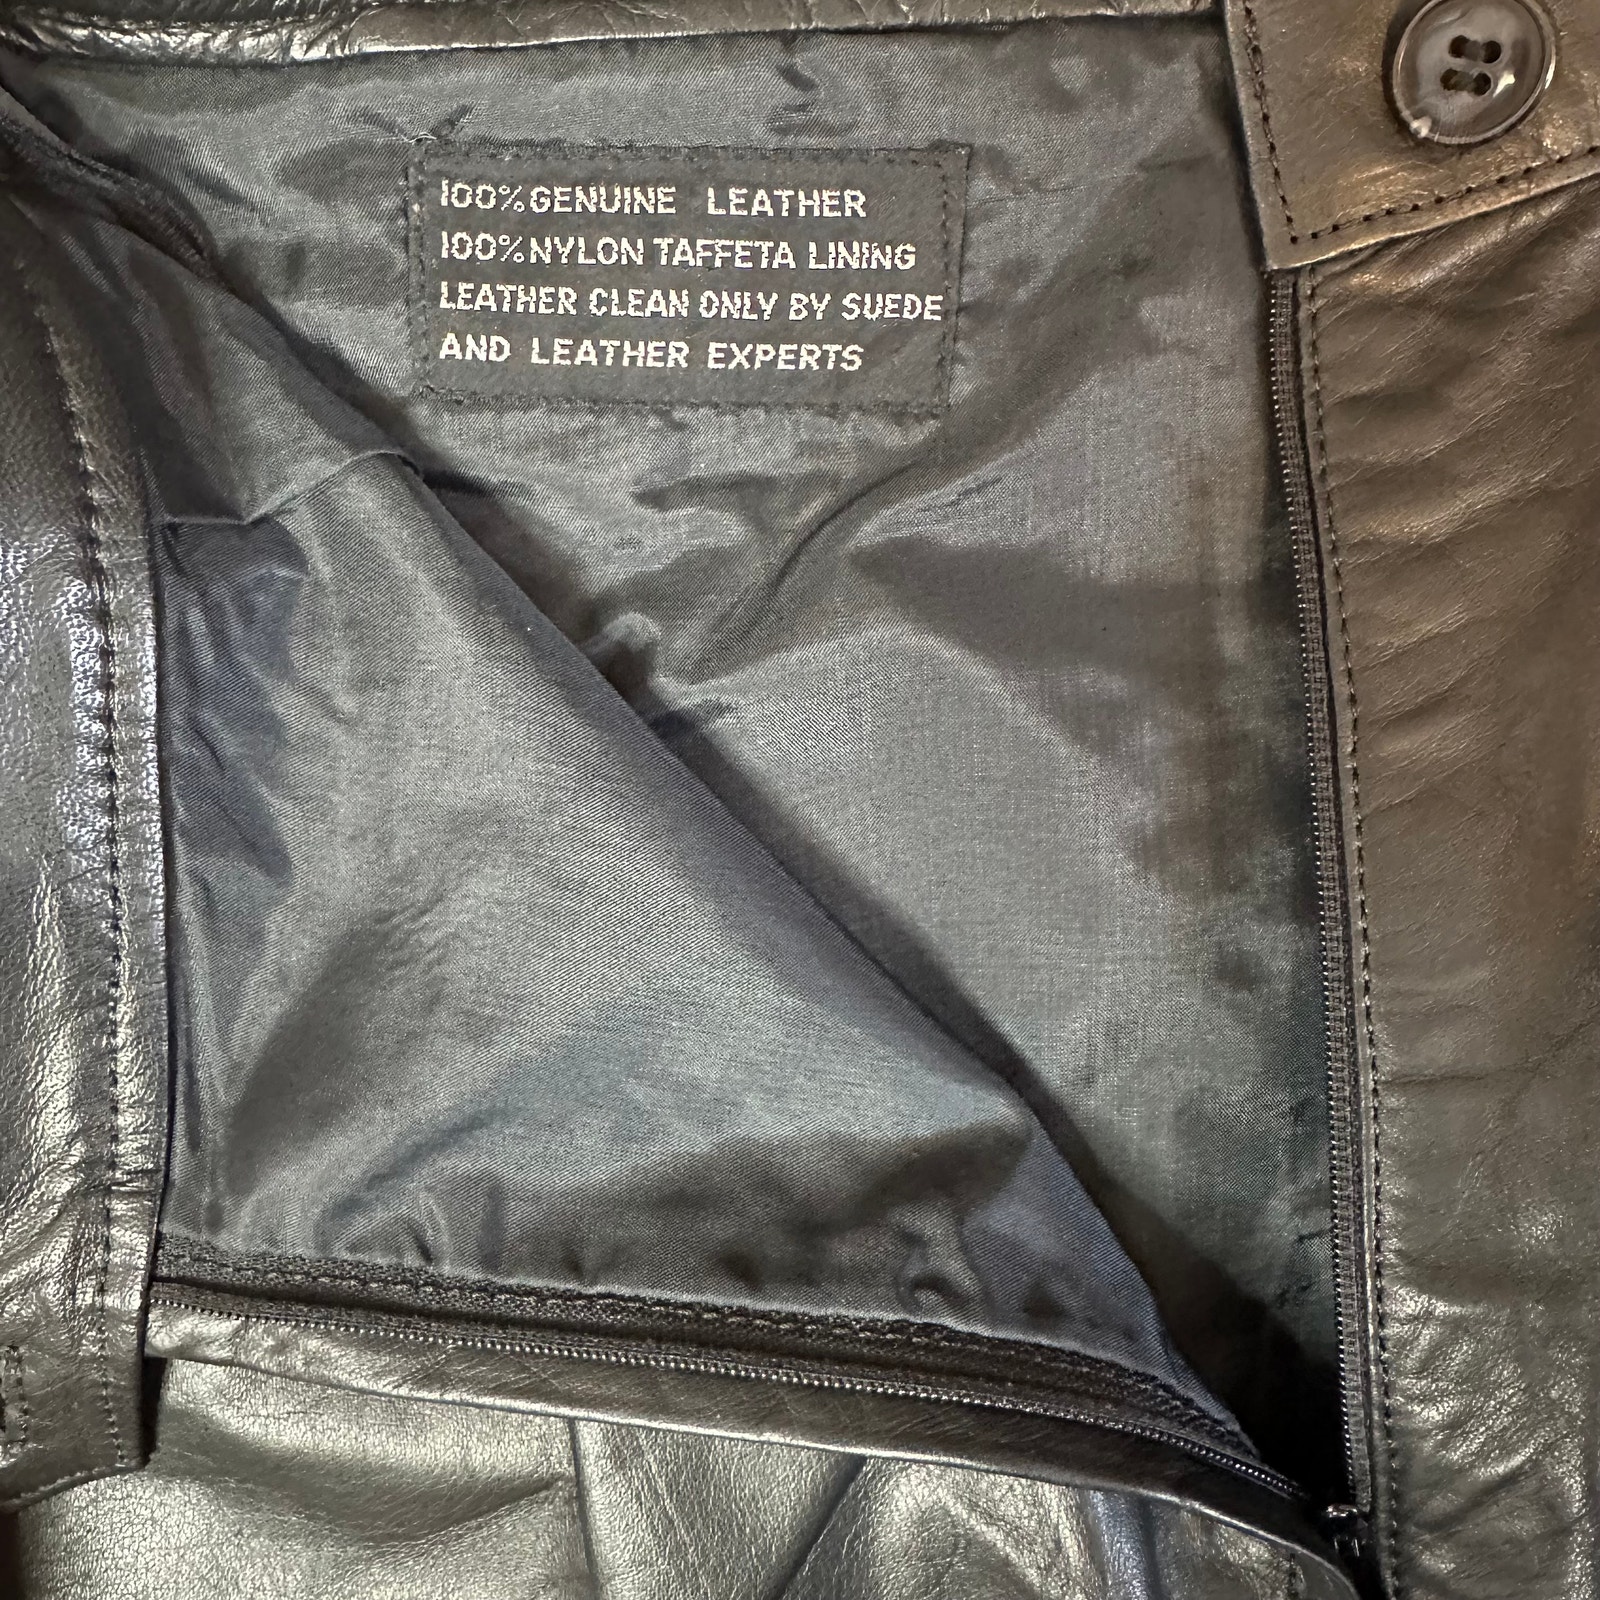 100% GENUINE LEATHER
100% NYLON TAFFETA LINING
LEATHER CLEAN ONLY BY SUEDE
AND LEATHER EXPERTS